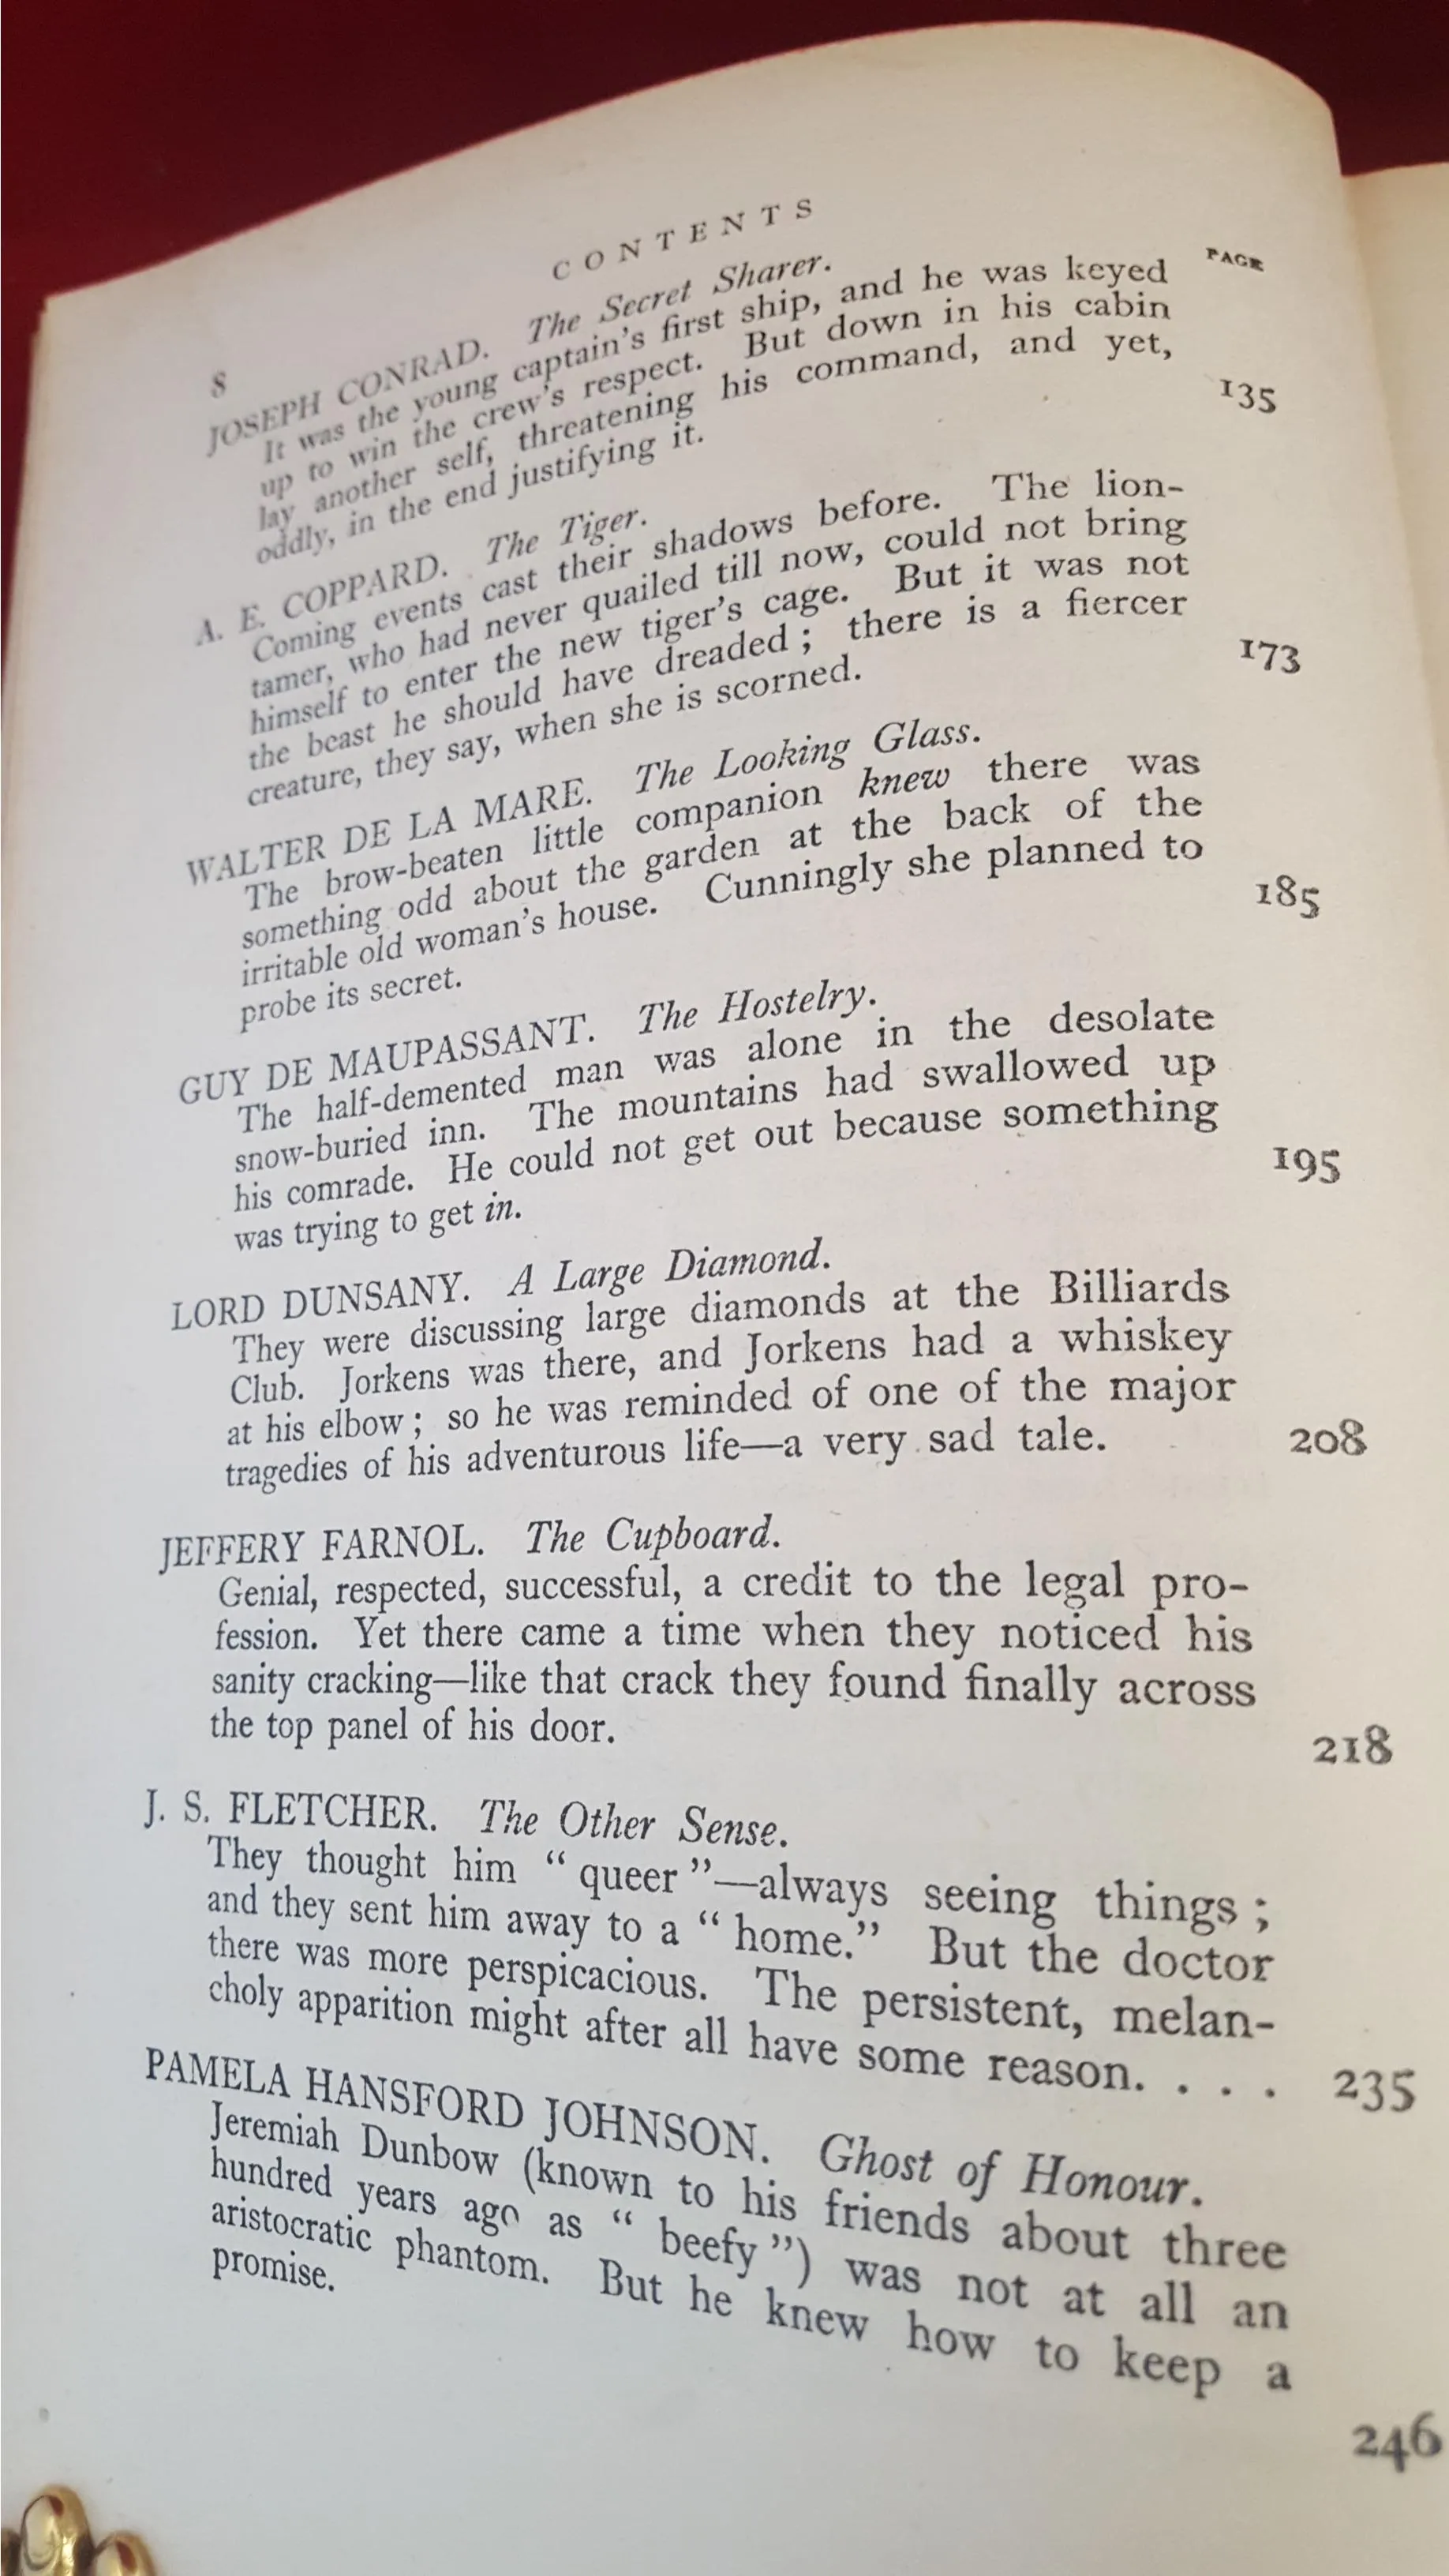 8
CONTENTS
PAGE
JOSEPH CONRAD. The Secret Sharer.
It was the young captain's first ship, and he was keyed
up to win the crew's respect. But down in his cabin
lay another self, threatening his command, and yet,
oddly, in the end justifying it. 135
A. E. COPPARD. The Tiger.
Coming events cast their shadows before. The lion-
tamer, who had never quailed till now, could not bring
himself to enter the new tiger's cage. But it was not
the beast he should have dreaded; there is a fiercer
creature, they say, when she is scorned. 173
WALTER DE LA MARE. The Looking Glass.
The brow-beaten little companion knew there was
something odd about the garden at the back of the
irritable old woman's house. Cunningly she planned to
probe its secret. 185
GUY DE MAUPASSANT. The Hostelry.
The half-demented man was alone in the desolate
snow-buried inn. The mountains had swallowed up
his comrade. He could not get out because something
was trying to get in. 195
LORD DUNSANY. A Large Diamond.
They were discussing large diamonds at the Billiards
Club. Jorkens was there, and Jorkens had a whiskey
at his elbow; so he was reminded of one of the major
tragedies of his adventurous life—a very sad tale. 208
JEFFERY FARNOL. The Cupboard.
Genial, respected, successful, a credit to the legal pro-
fession. Yet there came a time when they noticed his
sanity cracking—like that crack they found finally across
the top panel of his door. 218
J. S. FLETCHER. The Other Sense.
They thought him "queer"—always seeing things;
and they sent him away to a "home." But the doctor
there was more perspicacious. The persistent, melan-
choly apparition might after all have some reason. . . . 235
PAMELA HANSFORD JOHNSON. Ghost of Honour.
Jeremiah Dunbow (known to his friends about three
hundred years ago as "beefy") was not at all an
aristocratic phantom. But he knew how to keep a
promise. 246